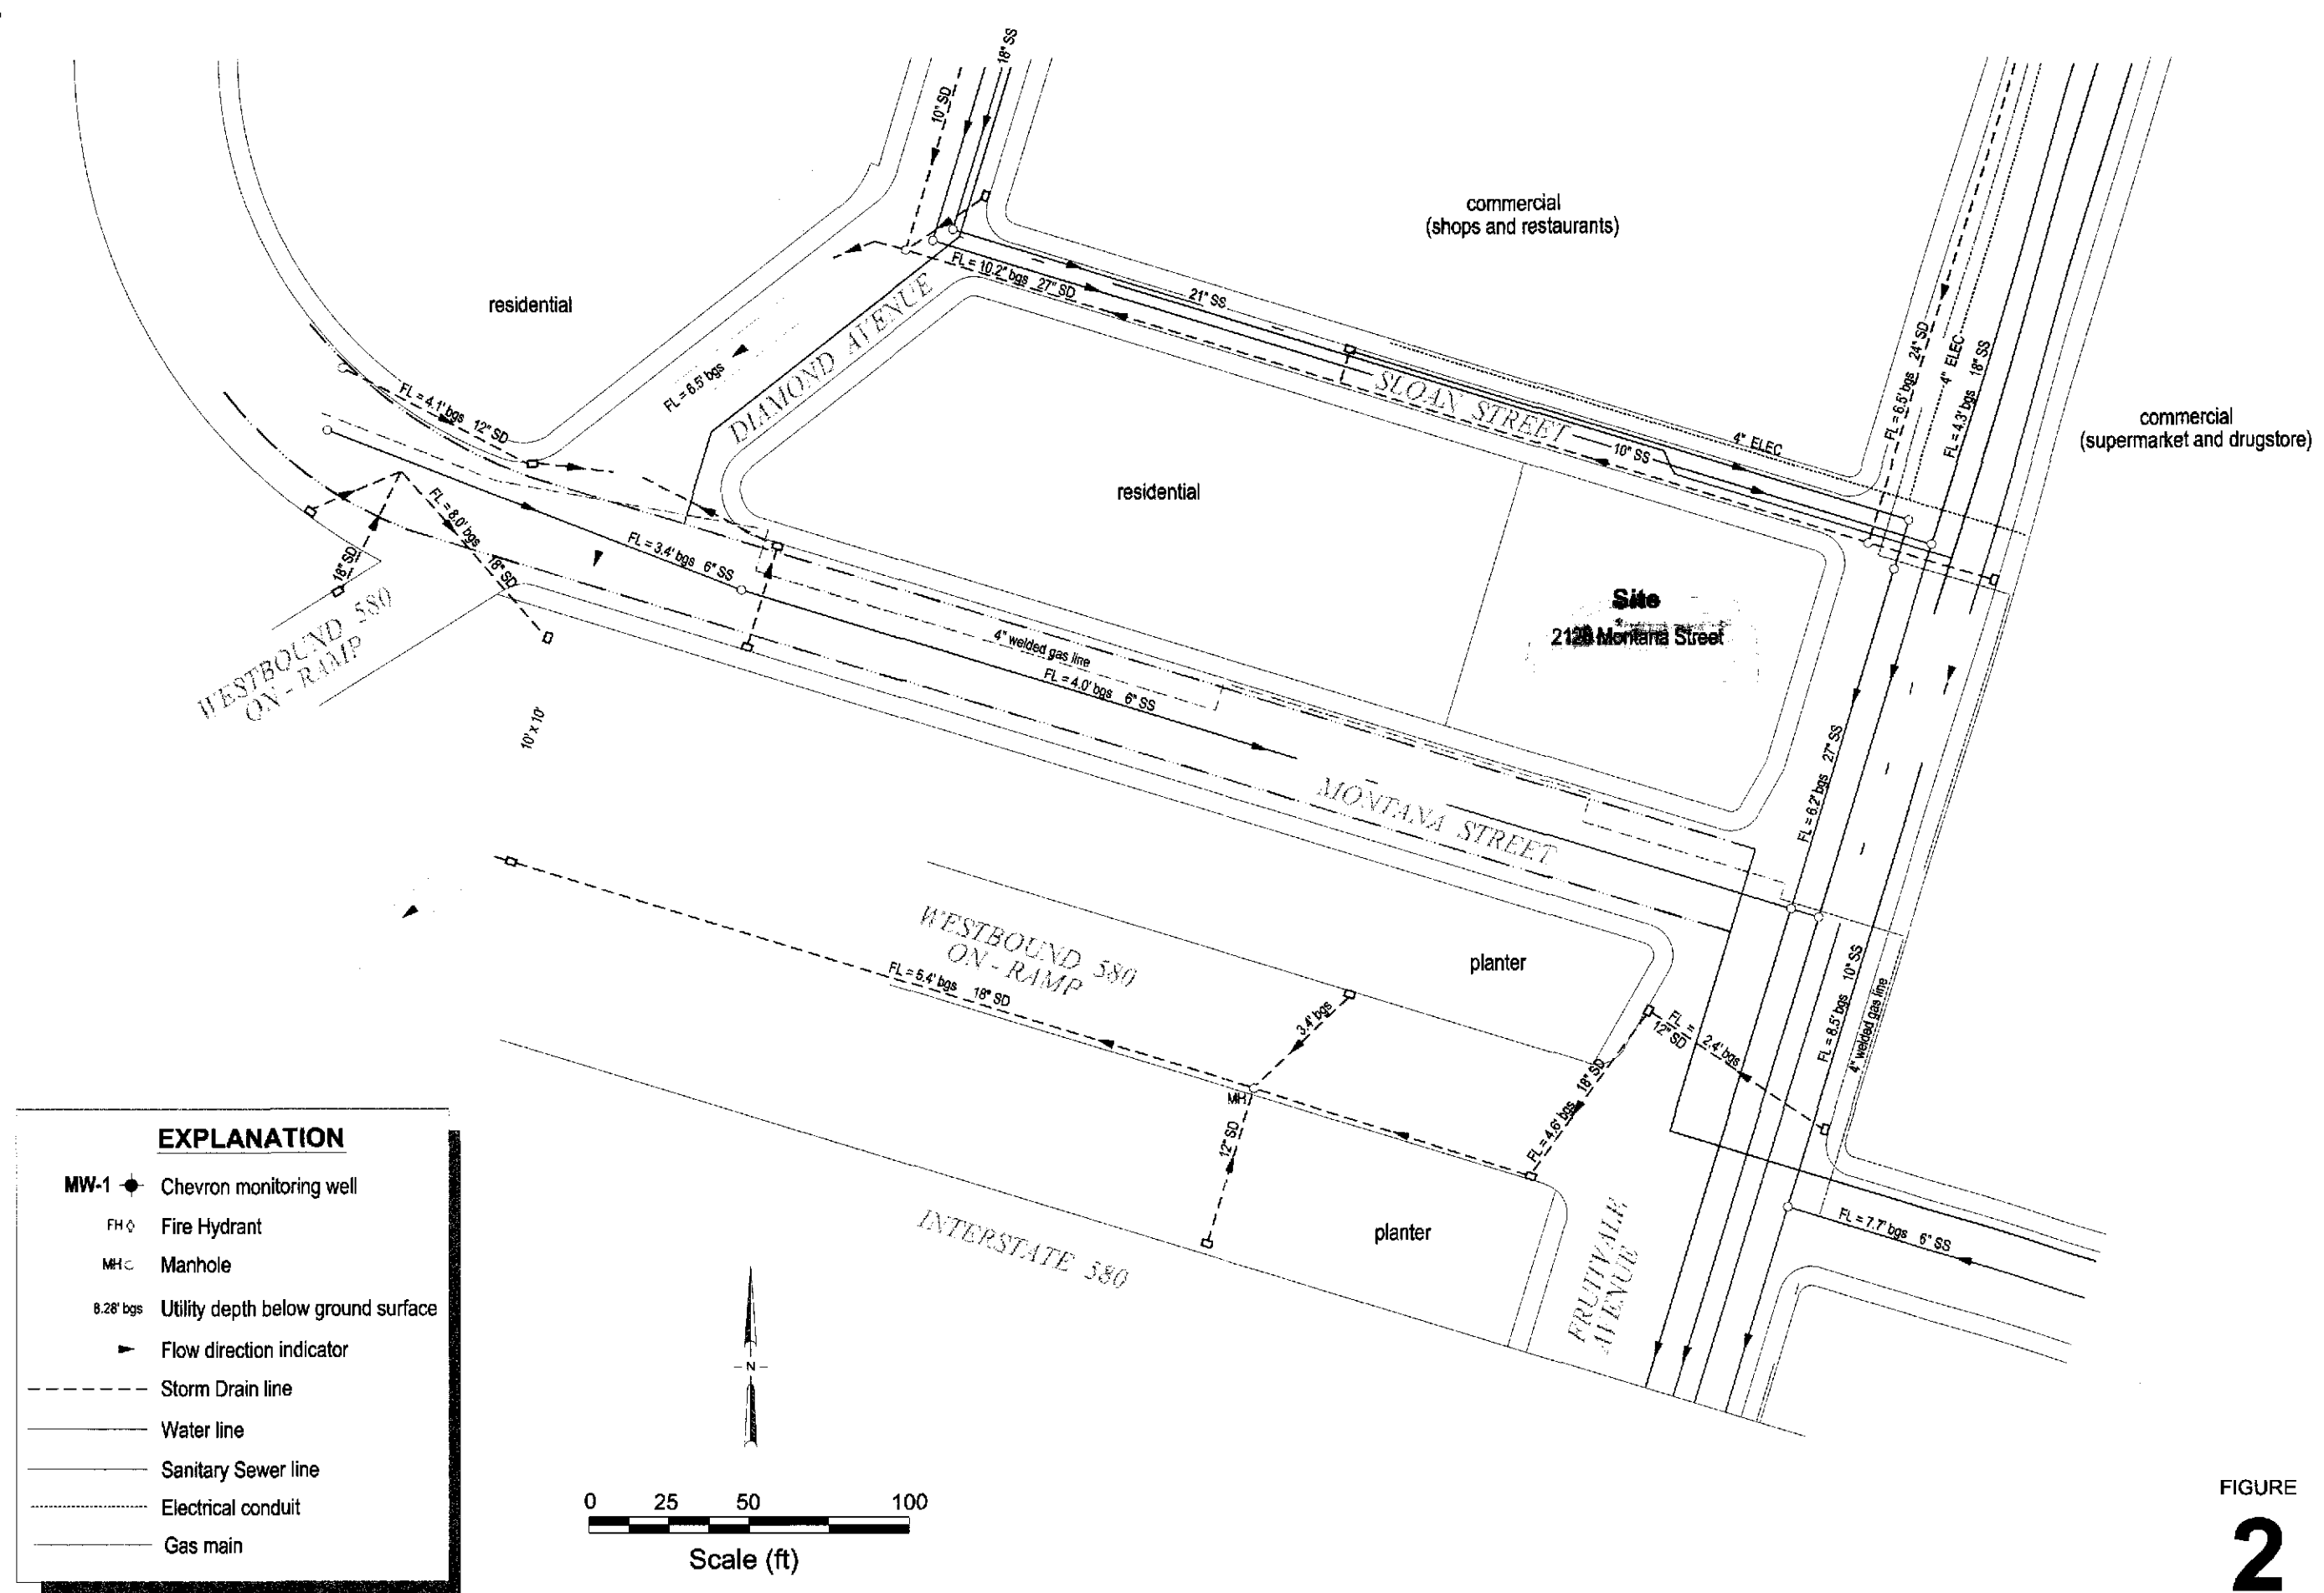 18" SS
10" SD
commercial
(shops and restaurants)
residential
FL = 10.2' bgs 27" SD
21" SS
DIAMOND AVENUE
FL = 6.5' bgs
SLOAN STREET
10" SS
4" ELEC
FL = 6.5' bgs 24" SD
4" ELEC
FL = 4.3' bgs 18" SS
commercial
(supermarket and drugstore)
FL = 4.1' bgs 12" SD
residential
FL = 8.0' bgs 18" SD
18" SD
FL = 3.4' bgs 6" SS
WESTBOUND 580
ON - RAMP
10' x 10'
4" welded gas line
FL = 4.0' bgs 6" SS
Site
Montana Street
FL = 6.2' bgs 27" SS
MONTANA STREET
WESTBOUND 580
ON - RAMP
FL = 5.4' bgs 18" SD
planter
3.4' bgs
MH
12" SD
FL = 4.6' bgs 18" SD
FL = 2.4' bgs
12" SD
FL = 8.5' bgs 10" SS
4" welded gas line
FL = 7.7' bgs 6" SS
planter
INTERSTATE 580
FRUITVALE
AVENUE
EXPLANATION
MW-1 Chevron monitoring well
FH Fire Hydrant
MH Manhole
8.28' bgs Utility depth below ground surface
Flow direction indicator
Storm Drain line
Water line
Sanitary Sewer line
Electrical conduit
Gas main
N
0 25 50 100
Scale (ft)
FIGURE
2